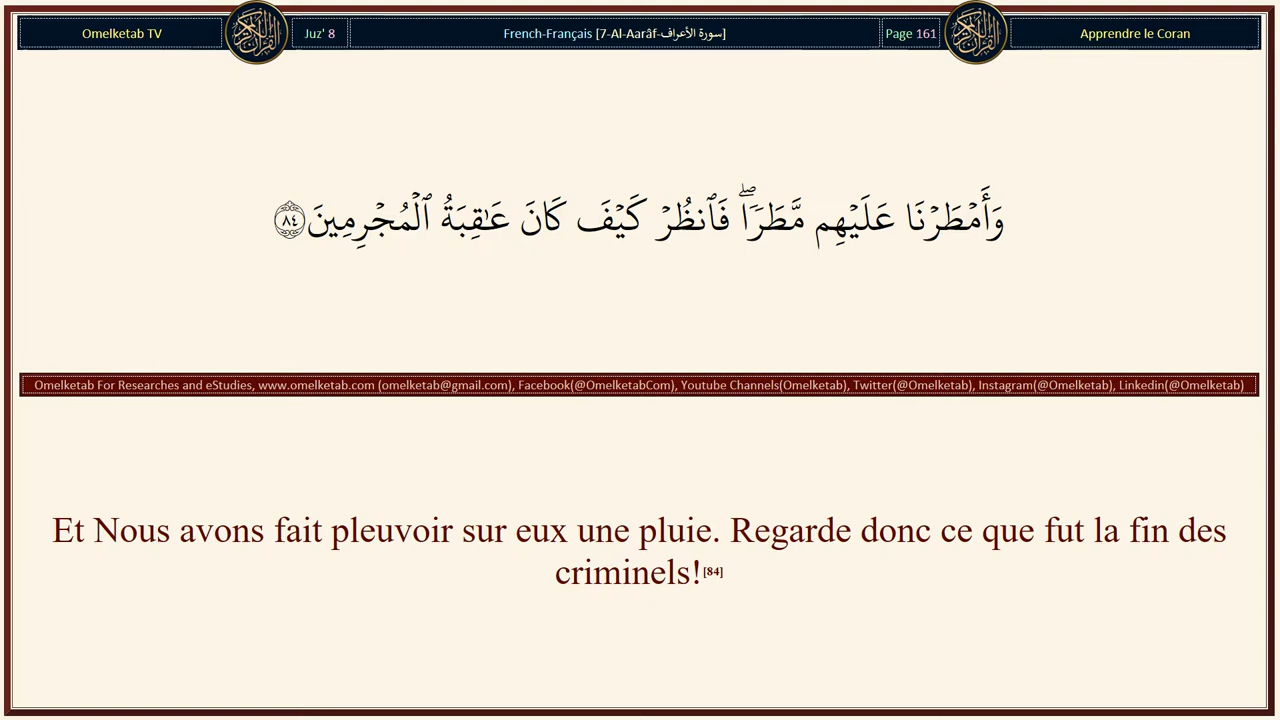 Omelketab TV
Juz' 8
French-Français [7-Al-Aarâf-سورة الأعراف]
Page 161
Apprendre le Coran
وَأَمۡطَرۡنَا عَلَيۡهِم مَّطَرٗاۖ فَٱنظُرۡ كَيۡفَ كَانَ عَٰقِبَةُ ٱلۡمُجۡرِمِينَ ٨٤
Omelketab For Researches and eStudies, www.omelketab.com (omelketab@gmail.com), Facebook(@OmelketabCom), Youtube Channels(Omelketab), Twitter(@Omelketab), Instagram(@Omelketab), Linkedin(@Omelketab)
Et Nous avons fait pleuvoir sur eux une pluie. Regarde donc ce que fut la fin des
criminels![84]